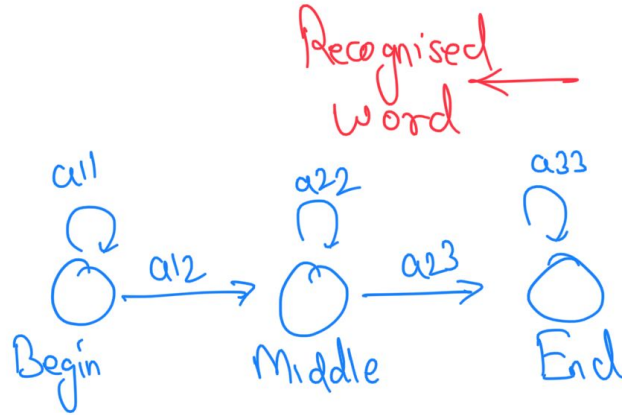 Recognised
word
a11 a22 a33
a12 a23
Begin Middle End